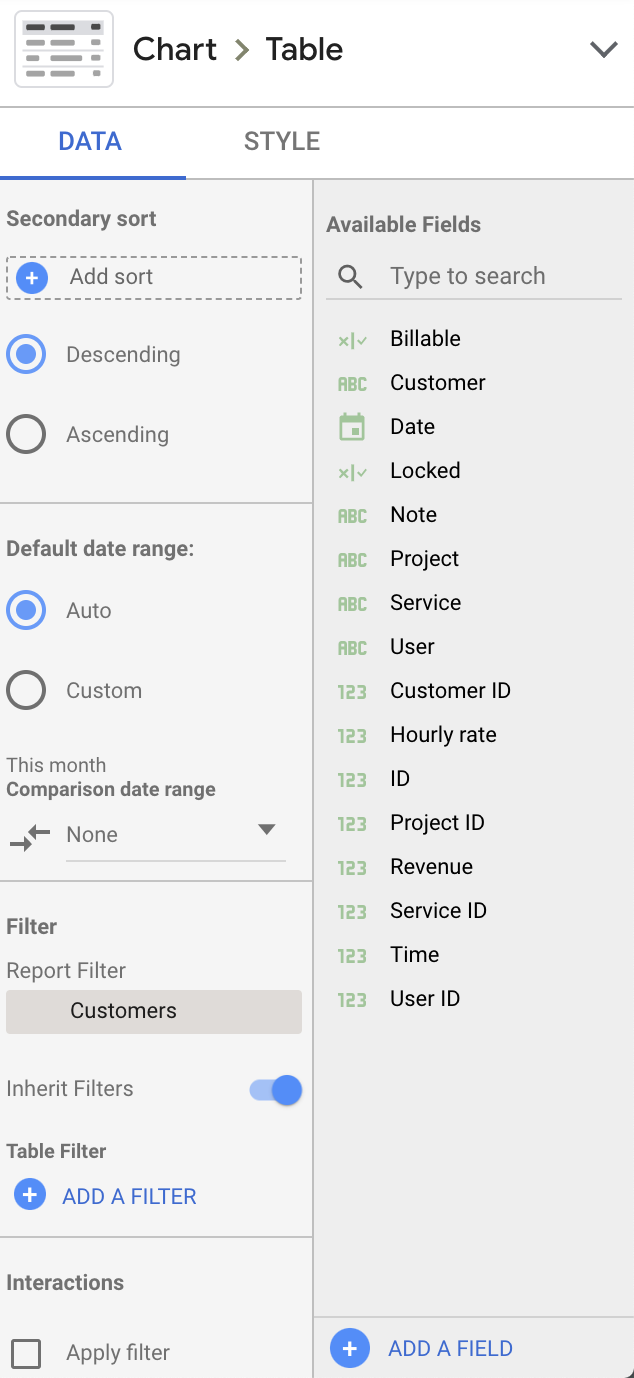 Chart > Table
DATA
STYLE
Secondary sort
Add sort
Descending
Ascending
Default date range:
Auto
Custom
This month
Comparison date range
None
Filter
Report Filter
Customers
Inherit Filters
Table Filter
ADD A FILTER
Interactions
Apply filter
Available Fields
Type to search
×|✓ Billable
ABC Customer
Date
×|✓ Locked
ABC Note
ABC Project
ABC Service
ABC User
123 Customer ID
123 Hourly rate
123 ID
123 Project ID
123 Revenue
123 Service ID
123 Time
123 User ID
ADD A FIELD